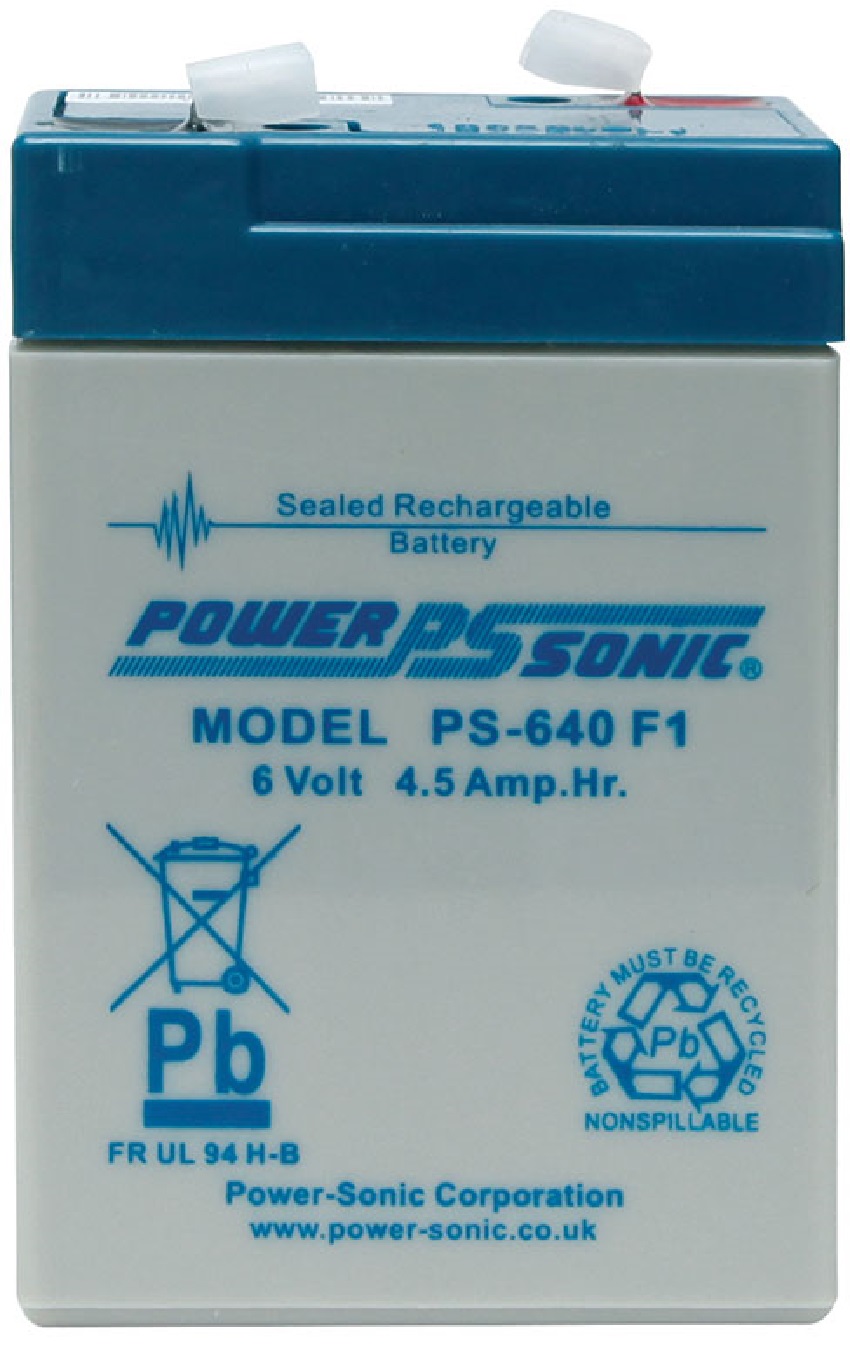 Sealed Rechargeable
Battery
POWER PS SONIC®
MODEL PS-640 F1
6 Volt 4.5 Amp.Hr.
Pb
FR UL 94 H-B
BATTERY MUST BE RECYCLED
Pb
NONSPILLABLE
Power-Sonic Corporation
www.power-sonic.co.uk